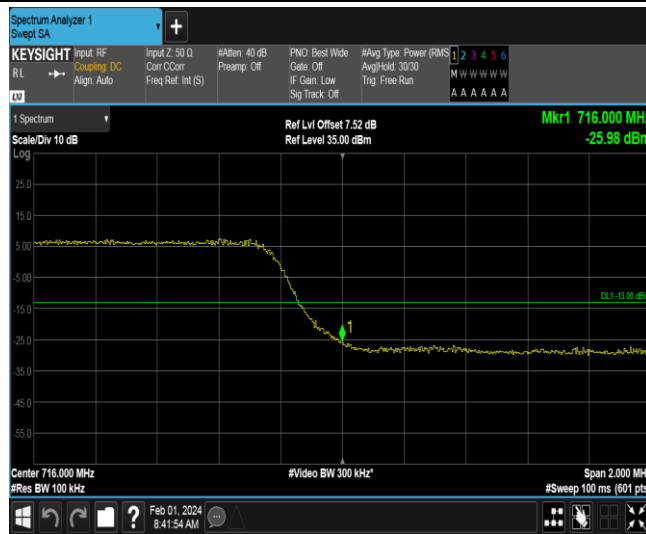 Spectrum Analyzer 1
Swept SA
+
KEYSIGHT
RL
LXI
Input: RF
Coupling: DC
Align: Auto
Input Z: 50 Ω
Corr CCorr
Freq Ref: Int (S)
#Atten: 40 dB
Preamp: Off
PNO: Best Wide
Gate: Off
IF Gain: Low
Sig Track: Off
#Avg Type: Power (RMS
Avg|Hold: 30/30
Trig: Free Run
1 2 3 4 5 6
M W W W W W
A A A A A A
1 Spectrum
Scale/Div 10 dB
Log
Ref Lvl Offset 7.52 dB
Ref Level 35.00 dBm
Mkr1 716.000 MHz
-25.98 dBm
25.0
15.0
5.00
-5.00
-15.0
-25.0
-35.0
-45.0
-55.0
DL1 -13.00 dBm
1
Center 716.000 MHz
#Res BW 100 kHz
#Video BW 300 kHz*
Span 2.000 MHz
#Sweep 100 ms (601 pts)
?
Feb 01, 2024
8:41:54 AM